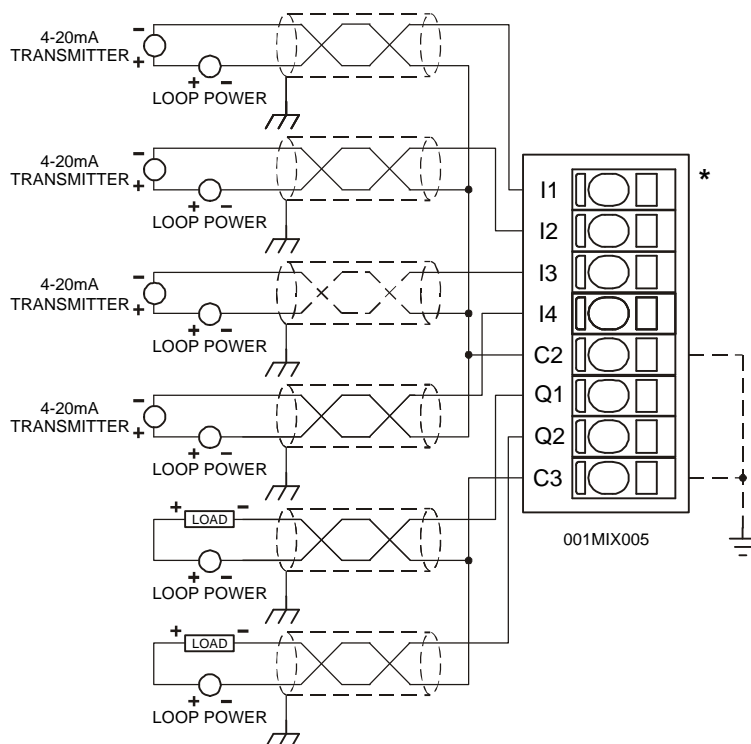 4-20mA
TRANSMITTER
-
+
+ -
LOOP POWER
4-20mA
TRANSMITTER
-
+
+ -
LOOP POWER
4-20mA
TRANSMITTER
-
+
+ -
LOOP POWER
4-20mA
TRANSMITTER
-
+
+ -
LOOP POWER
+ LOAD -
+ -
LOOP POWER
+ LOAD -
+ -
LOOP POWER
*
I1
I2
I3
I4
C2
Q1
Q2
C3
001MIX005